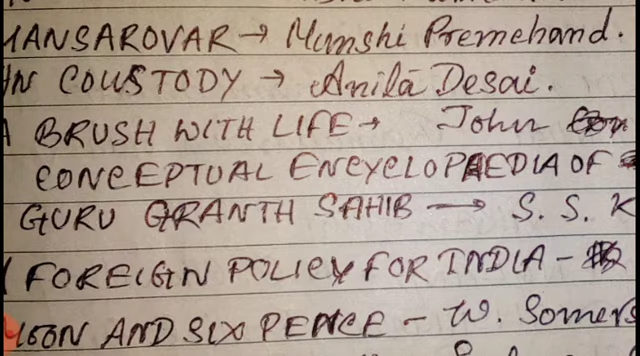 MANSAROVAR → Munshi Premchand.
IN COUSTODY → Anita Desai.
A BRUSH WITH LIFE → John
CONCEPTUAL ENCYCLOPAEDIA OF
GURU GRANTH SAHIB → S. S. K
FOREIGN POLICY FOR INDIA -
MOON AND SIX PENCE - W. Somers